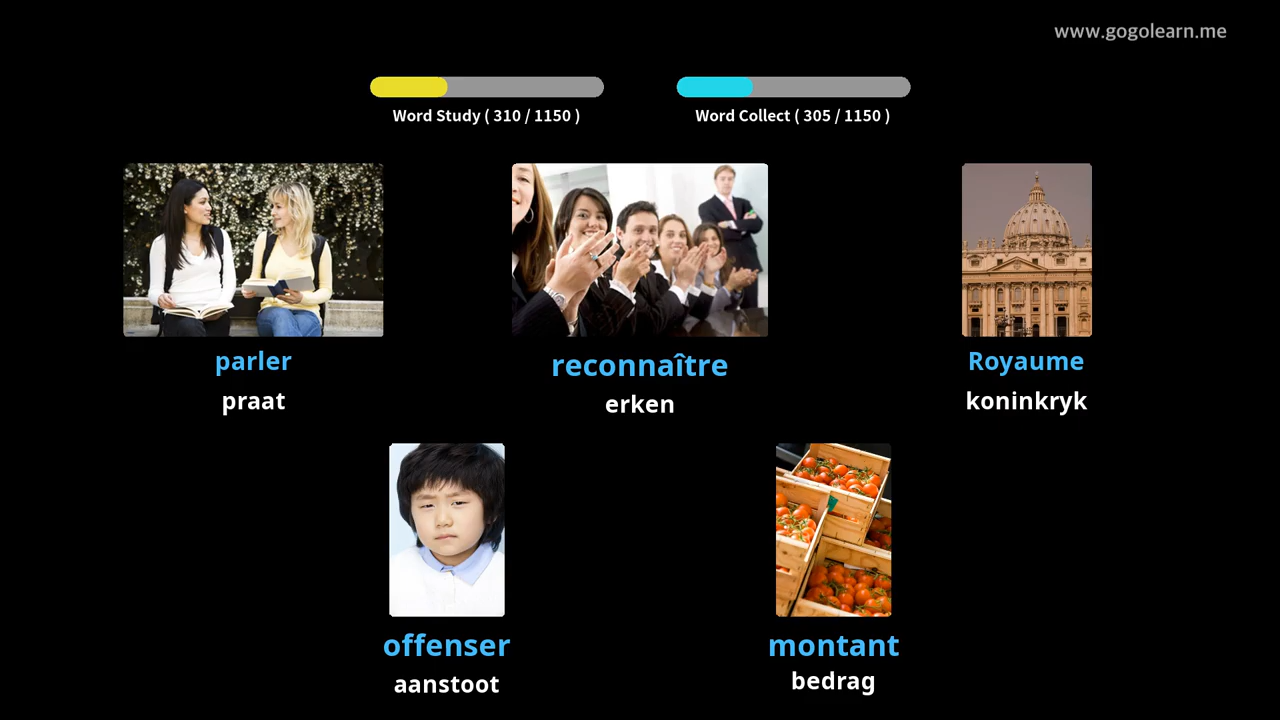 www.gogolearn.me
Word Study ( 310 / 1150 )
Word Collect ( 305 / 1150 )
parler
praat
reconnaître
erken
Royaume
koninkryk
offenser
aanstoot
montant
bedrag